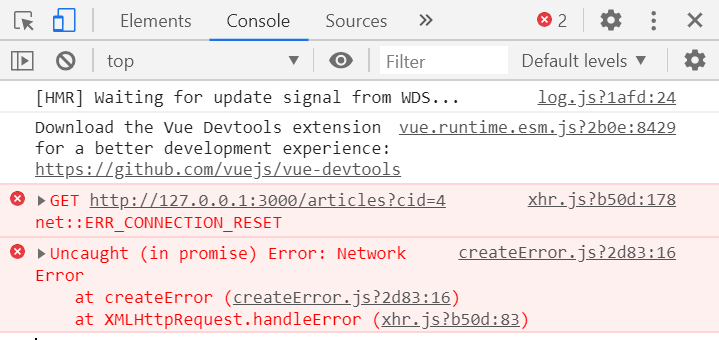 Elements Console Sources » 2
top Filter Default levels
[HMR] Waiting for update signal from WDS... log.js?1afd:24
Download the Vue Devtools extension vue.runtime.esm.js?2b0e:8429
for a better development experience:
https://github.com/vuejs/vue-devtools
GET http://127.0.0.1:3000/articles?cid=4 xhr.js?b50d:178
net::ERR_CONNECTION_RESET
Uncaught (in promise) Error: Network createError.js?2d83:16
Error
at createError (createError.js?2d83:16)
at XMLHttpRequest.handleError (xhr.js?b50d:83)